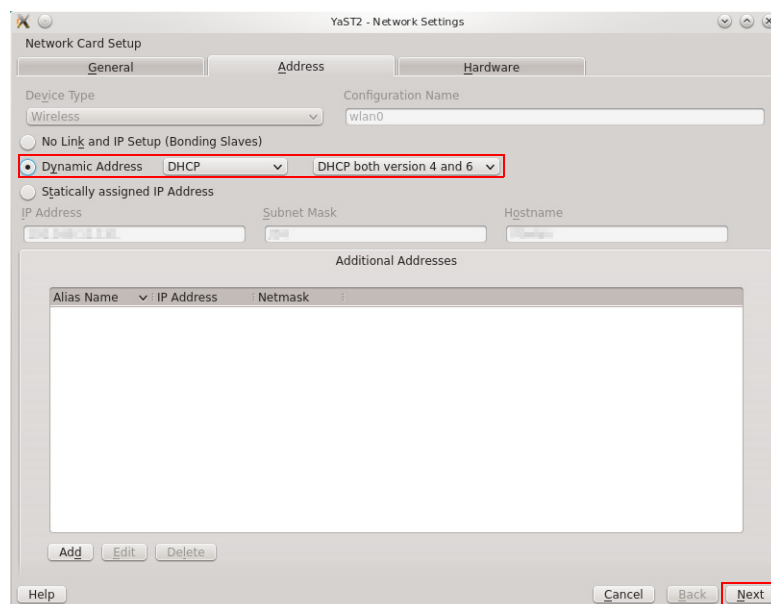 YaST2 - Network Settings
Network Card Setup
General Address Hardware
Device Type Configuration Name
Wireless wlan0
No Link and IP Setup (Bonding Slaves)
Dynamic Address DHCP DHCP both version 4 and 6
Statically assigned IP Address
IP Address Subnet Mask Hostname
Additional Addresses
Alias Name IP Address Netmask
Add Edit Delete
Help Cancel Back Next